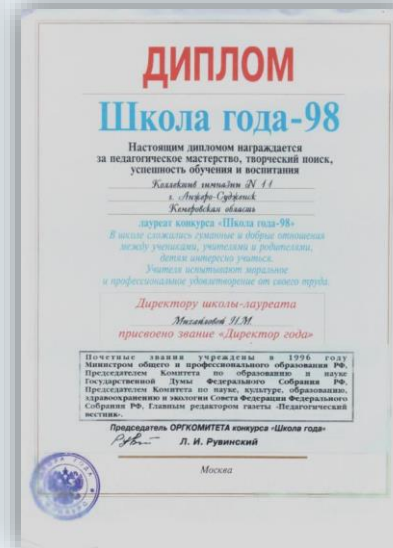 ДИПЛОМ
Школа года-98
Настоящим дипломом награждается
за педагогическое мастерство, творческий поиск,
успешность обучения и воспитания
Коллектив гимназии № 11
г. Анжеро-Судженск
Кемеровская область
лауреат конкурса «Школа года-98»
В школе сложились гуманные и добрые отношения
между учениками, учителями и родителями,
детям интересно учиться.
Учителя испытывают моральное
и профессиональное удовлетворение от своего труда.
Директору школы-лауреата
Михайловой Н.М.
присвоено звание «Директор года»
Почетные звания учреждены в 1996 году
Министром общего и профессионального образования РФ,
Председателем Комитета по образованию и науке
Государственной Думы Федерального Собрания РФ,
Председателем Комитета по науке, культуре, образованию,
здравоохранению и экологии Совета Федерации Федерального
Собрания РФ, Главным редактором газеты «Педагогический
вестник».
Председатель ОРГКОМИТЕТА конкурса «Школа года»
Л. И. Рувинский
Москва